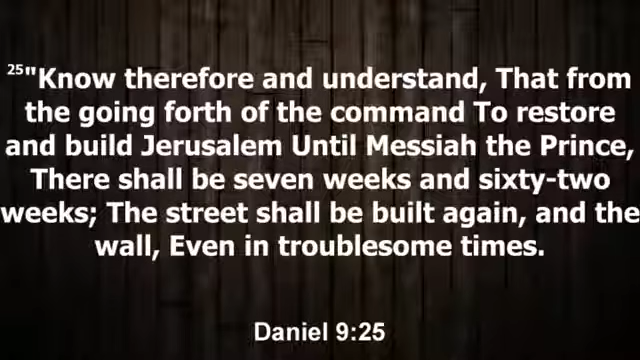 25"Know therefore and understand, That from
the going forth of the command To restore
and build Jerusalem Until Messiah the Prince,
There shall be seven weeks and sixty-two
weeks; The street shall be built again, and the
wall, Even in troublesome times.
Daniel 9:25